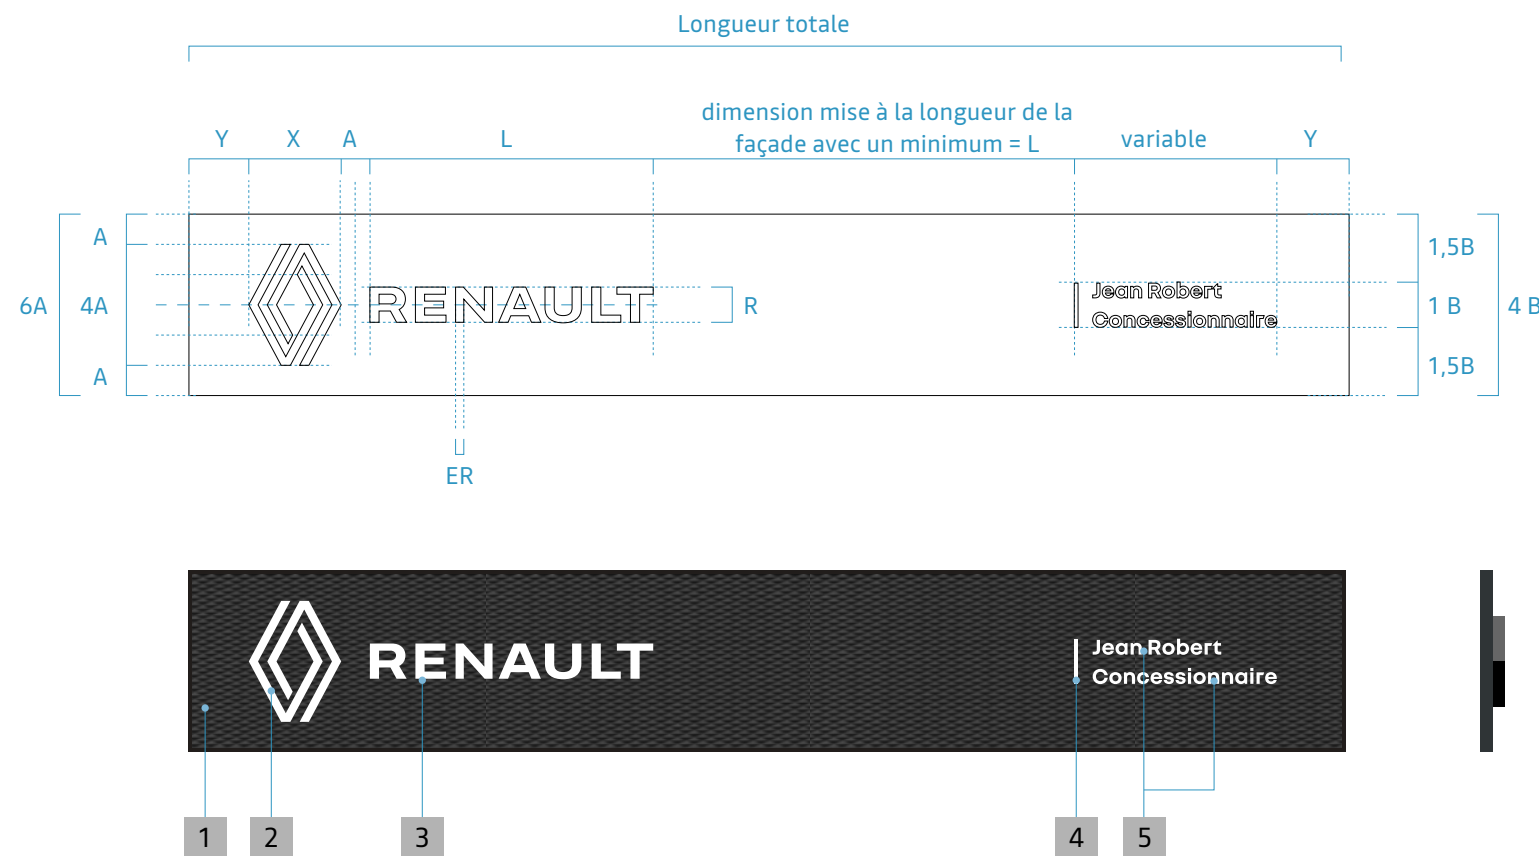 Longueur totale
dimension mise à la longueur de la
façade avec un minimum = L
Y X A L variable Y
A
6A 4A
A
RENAULT
R
Jean Robert
Concessionnaire
1,5B
1 B
4 B
1,5B
ER
RENAULT
Jean Robert
Concessionnaire
1 2 3 4 5